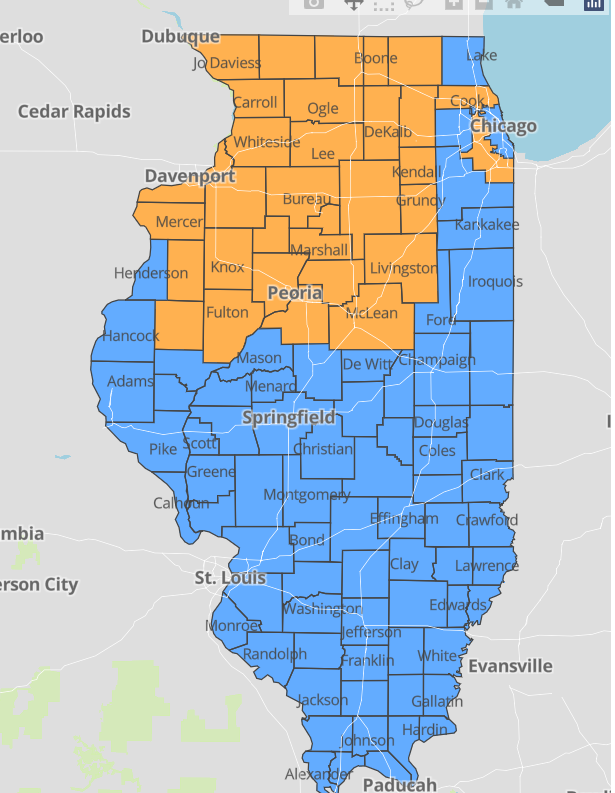 erloo
Dubuque
Lake
Jo Daviess
Boone
Cedar Rapids
Carroll
Ogle
Cook
Chicago
DeKalb
Whiteside
Lee
Davenport
Kendall
Bureau
Grundy
Mercer
Kankakee
Marshall
Henderson
Knox
Livingston
Iroquois
Peoria
Fulton
McLean
Ford
Hancock
Mason
De Witt
Champaign
Adams
Menard
Springfield
Douglas
Pike
Scott
Christian
Coles
Greene
Clark
Calhoun
Montgomery
Effingham
Crawford
mbia
Bond
Clay
Lawrence
erson City
St. Louis
Washington
Edwards
Monroe
Jefferson
Randolph
Franklin
White
Evansville
Jackson
Gallatin
Hardin
Johnson
Alexander
Paducah